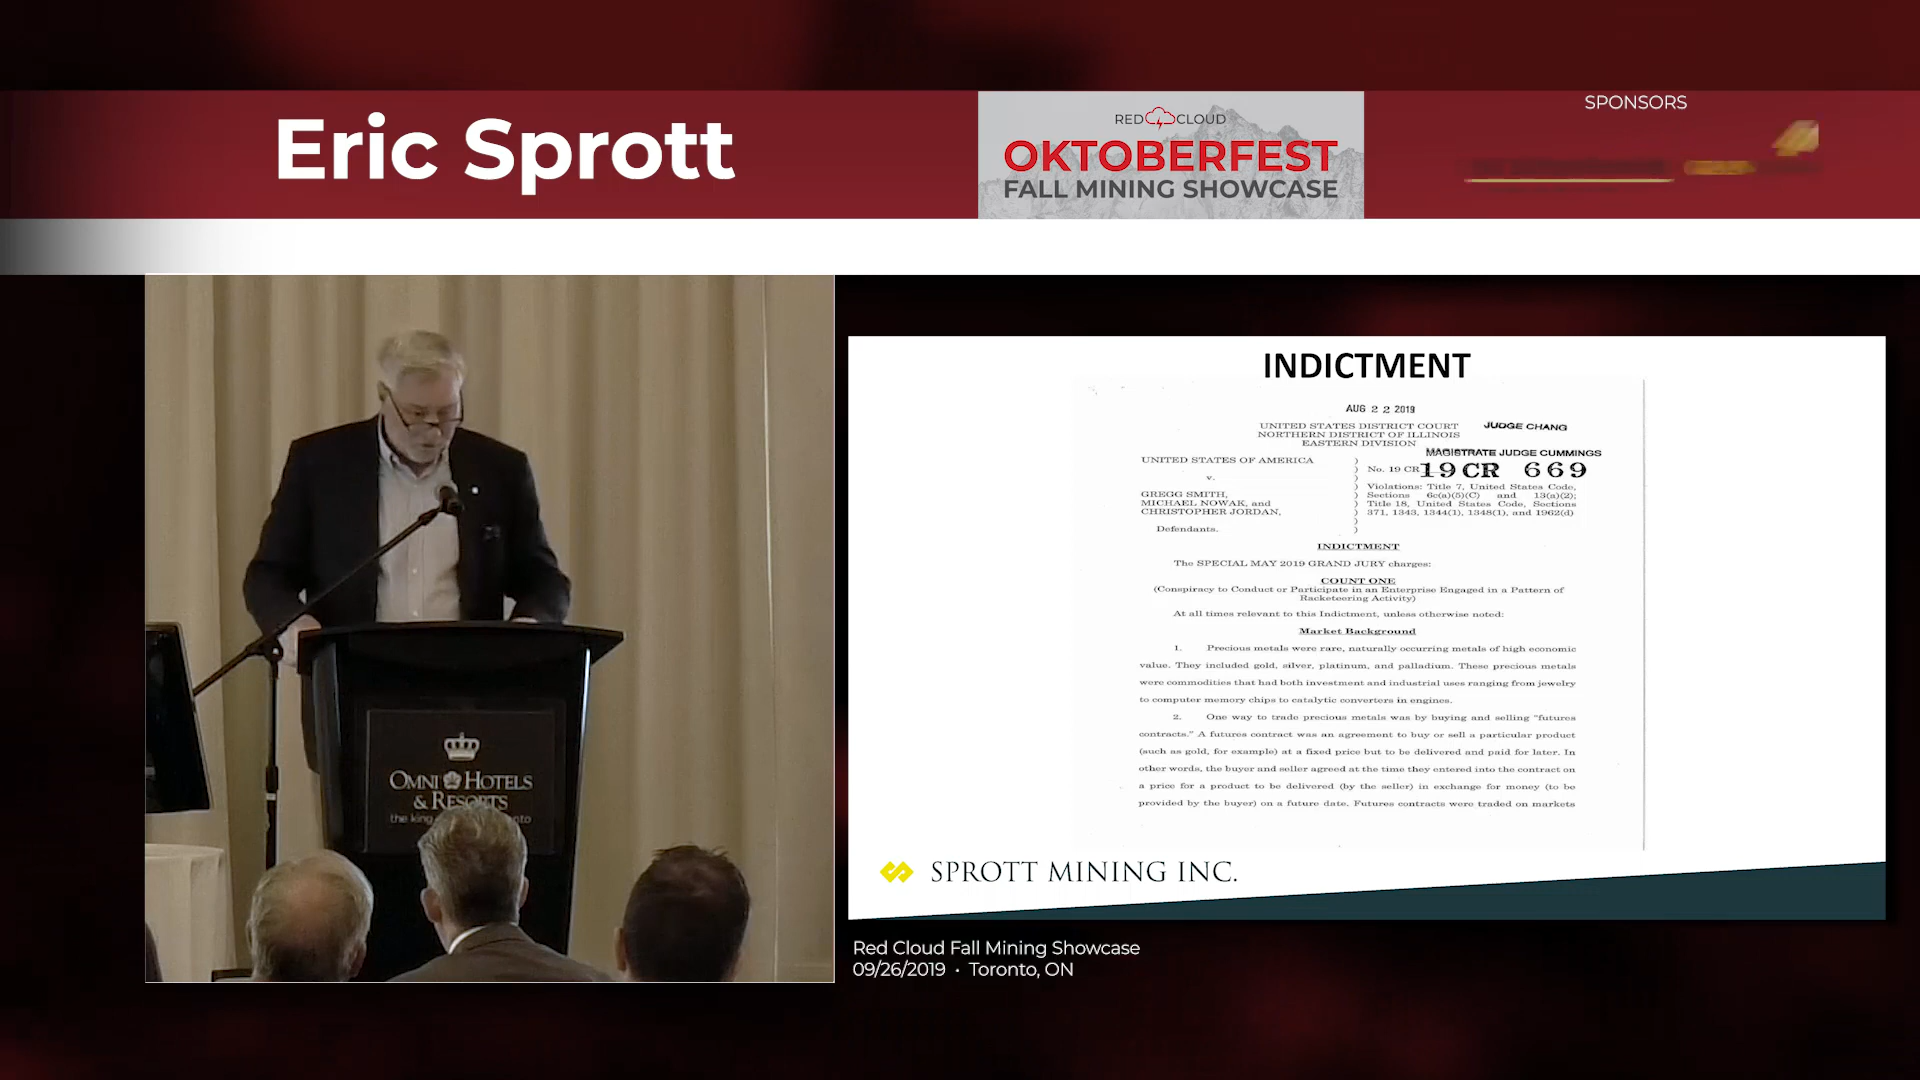 Eric Sprott
RED CLOUD
OKTOBERFEST
FALL MINING SHOWCASE
SPONSORS
OMNI HOTELS
& RESORTS
the king
INDICTMENT
AUG 22 2019
UNITED STATES DISTRICT COURT
NORTHERN DISTRICT OF ILLINOIS
EASTERN DIVISION
JUDGE CHANG
MAGISTRATE JUDGE CUMMINGS
UNITED STATES OF AMERICA
v.
GREGG SMITH,
MICHAEL NOWAK, and
CHRISTOPHER JORDAN,
Defendants.
No. 19 CR 19 CR 669
Violations: Title 7, United States Code,
Sections 6c(a)(5)(C) and 13(a)(2);
Title 18, United States Code, Sections
371, 1343, 1344(1), 1348(1), and 1962(d)
INDICTMENT
The SPECIAL MAY 2019 GRAND JURY charges:
COUNT ONE
(Conspiracy to Conduct or Participate in an Enterprise Engaged in a Pattern of
Racketeering Activity)
At all times relevant to this Indictment, unless otherwise noted:
Market Background
1. Precious metals were rare, naturally occurring metals of high economic
value. They included gold, silver, platinum, and palladium. These precious metals
were commodities that had both investment and industrial uses ranging from jewelry
to computer memory chips to catalytic converters in engines.
2. One way to trade precious metals was by buying and selling "futures
contracts." A futures contract was an agreement to buy or sell a particular product
(such as gold, for example) at a fixed price but to be delivered and paid for later. In
other words, the buyer and seller agreed at the time they entered into the contract on
a price for a product to be delivered (by the seller) in exchange for money (to be
provided by the buyer) on a future date. Futures contracts were traded on markets
SPROTT MINING INC.
Red Cloud Fall Mining Showcase
09/26/2019 • Toronto, ON